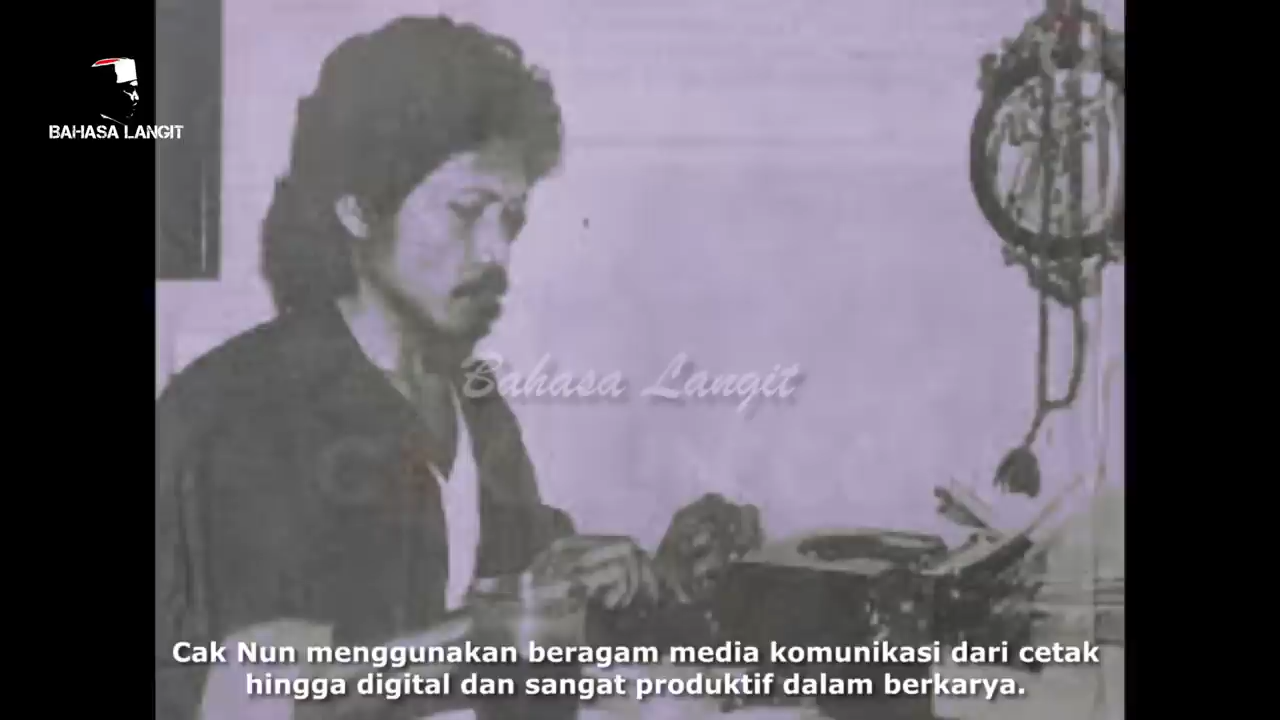 BAHASA LANGIT
Bahasa Langit
Cak Nun menggunakan beragam media komunikasi dari cetak
hingga digital dan sangat produktif dalam berkarya.